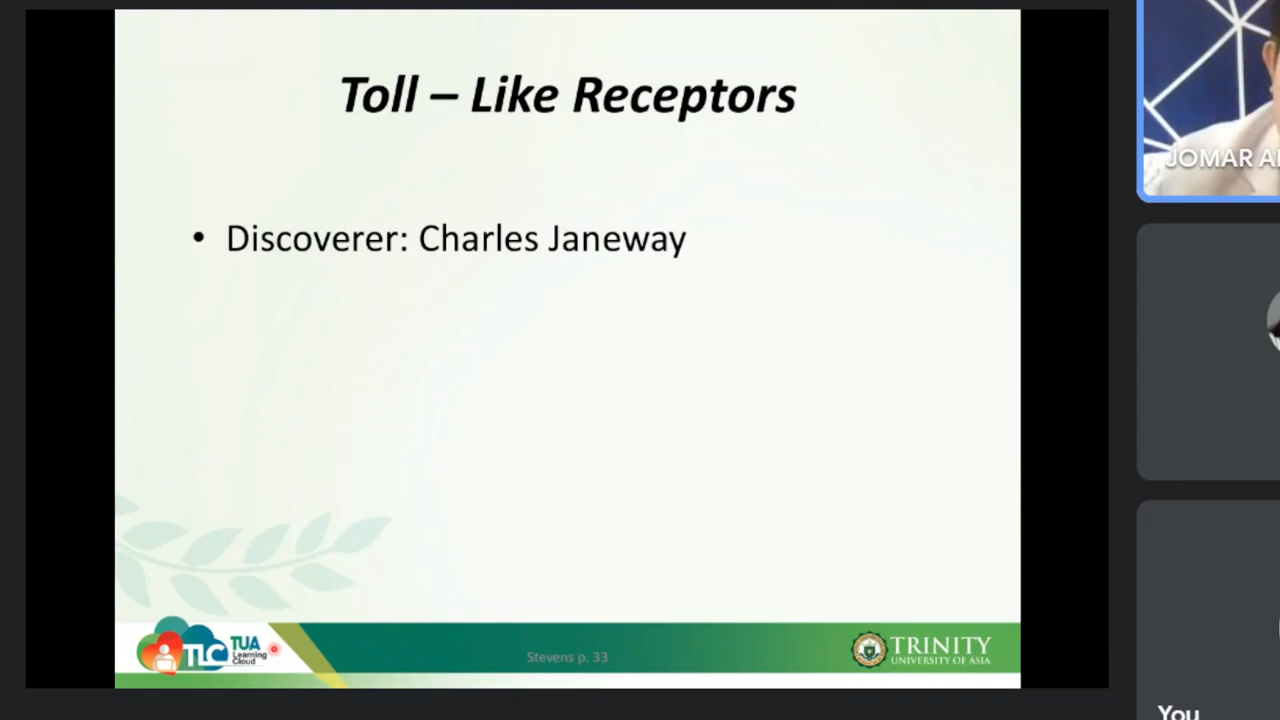 Toll – Like Receptors
• Discoverer: Charles Janeway
JOMAR
TLC TUA
Learning
Cloud
Stevens p. 33
TRINITY
UNIVERSITY OF ASIA
You